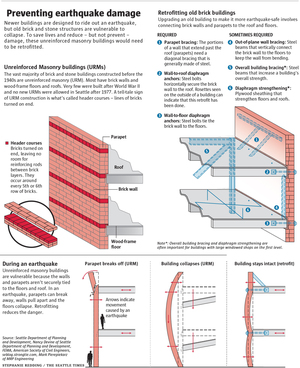 Preventing earthquake damage
Newer buildings are designed to ride out an earthquake,
but old brick and stone structures are vulnerable to
collapse. To save lives and reduce – but not prevent –
damage, these unreinforced masonry buildings would need
to be retrofitted.
Unreinforced Masonry buildings (URMs)
The vast majority of brick and stone buildings constructed before the
1940s are unreinforced masonry (URM). Most have brick walls and
wood-frame floors and roofs. Very few were built after World War II
and no new URMs were allowed in Seattle after 1977. A tell-tale sign
of URM construction is what's called header courses – lines of bricks
turned on end.
Header courses
Bricks turned on
end, leaving no
room for
reinforcing rods
between brick
layers. They
occur around
every 5th or 6th
row of bricks.
Parapet
Roof
Brick wall
Wood-frame
floor
Retrofitting old brick buildings
Upgrading an old building to make it more earthquake-safe involves
connecting brick walls and parapets to the roof and floors.
REQUIRED
1 Parapet bracing: The portions
of a wall that extend past the
roof (parapets) need a
diagonal bracing that is
generally made of steel.
2 Wall-to-roof diaphragm
anchors: Steel bolts
horizontally secure the brick
wall to the roof. Rosettes seen
on the outside of a building can
indicate that this retrofit has
been done.
3 Wall-to-floor diaphragm
anchors: Steel bolts tie the
brick walls to the floors.
SOMETIMES REQUIRED
4 Out-of-plane wall bracing: Steel
beams that vertically connect
the brick wall to the floors to
keep the wall from bending.
5 Overall building bracing*: Steel
beams that increase a building's
overall strength.
6 Diaphragm strengthening*:
Plywood sheathing that
strengthens floors and roofs.
Note*: Overall building bracing and diaphragm-strengthening are
often important for buildings with large windowed shops on the first level.
During an earthquake
Unreinforced masonry buildings
are vulnerable because the walls
and parapets aren't securely tied
to the floors and roof. In an
earthquake, parapets can break
away, walls pull apart and the
floors collapse. Retrofitting
reduces the danger.
Parapet breaks off (URM)
Arrows indicate
movement
caused by an
earthquake
Building collapses (URM)
Building stays intact (retrofit)
Source: Seattle Department of Planning
and Development, Nancy Devine of Seattle
Department of Planning and Development,
FEMA, American Society of Civil Engineers,
STEPHANIE REDDING / THE SEATTLE TIMES